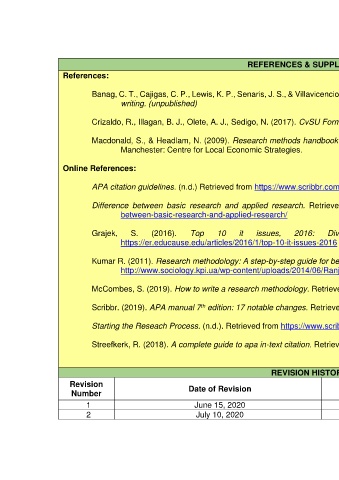 REFERENCES & SUPPL
References:
Banag, C. T., Cajigas, C. P., Lewis, K. P., Senaris, J. S., & Villavicencio
writing. (unpublished)
Crizaldo, R., Illagan, B. J., Olete, A. J., Sedigo, N. (2017). CvSU Form
Macdonald, S., & Headlam, N. (2009). Research methods handbook
Manchester: Centre for Local Economic Strategies.
Online References:
APA citation guidelines. (n.d.) Retrieved from https://www.scribbr.com
Difference between basic research and applied research. Retrieve
between-basic-research-and-applied-research/
Grajek, S. (2016). Top 10 it issues, 2016: Div
https://er.educause.edu/articles/2016/1/top-10-it-issues-2016
Kumar R. (2011). Research methodology: A step-by-step guide for be
http://www.sociology.kpi.ua/wp-content/uploads/2014/06/Ranj
McCombes, S. (2019). How to write a research methodology. Retrieve
Scribbr. (2019). APA manual 7th edition: 17 notable changes. Retrieve
Starting the Reseach Process. (n.d.). Retrieved from https://www.scrib
Streefkerk, R. (2018). A complete guide to apa in-text citation. Retriev
REVISION HISTOR
Revision Number
Date of Revision
1 June 15, 2020
2 July 10, 2020